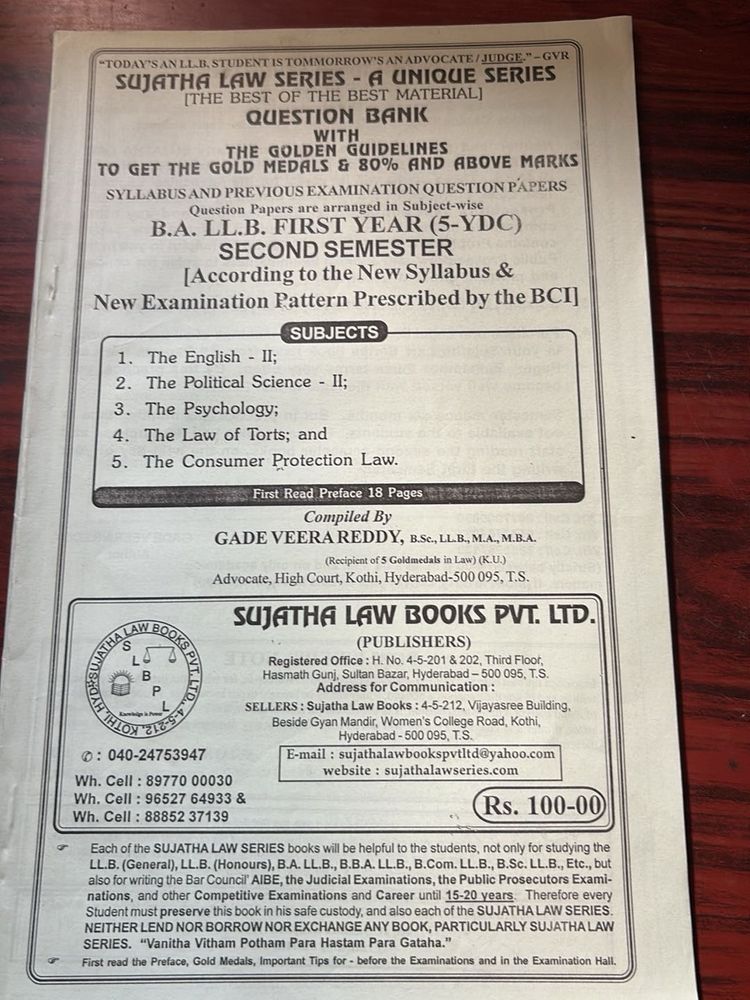 "TODAY'S AN LL.B. STUDENT IS TOMMORROW'S AN ADVOCATE / JUDGE." – GVR
SUJATHA LAW SERIES - A UNIQUE SERIES
[THE BEST OF THE BEST MATERIAL]
QUESTION BANK
WITH
THE GOLDEN GUIDELINES
TO GET THE GOLD MEDALS & 80% AND ABOVE MARKS
SYLLABUS AND PREVIOUS EXAMINATION QUESTION PAPERS
Question Papers are arranged in Subject-wise
B.A. LL.B. FIRST YEAR (5-YDC)
SECOND SEMESTER
[According to the New Syllabus &
New Examination Pattern Prescribed by the BCI]
SUBJECTS
1. The English - II;
2. The Political Science - II;
3. The Psychology;
4. The Law of Torts; and
5. The Consumer Protection Law.
First Read Preface 18 Pages
Compiled By
GADE VEERA REDDY, B.Sc., LL.B., M.A., M.B.A.
(Recipient of 5 Goldmedals in Law) (K.U.)
Advocate, High Court, Kothi, Hyderabad-500 095, T.S.
SUJATHA LAW BOOKS PVT. LTD.
(PUBLISHERS)
Registered Office : H. No. 4-5-201 & 202, Third Floor,
Hasmath Gunj, Sultan Bazar, Hyderabad – 500 095, T.S.
Address for Communication :
SELLERS : Sujatha Law Books : 4-5-212, Vijayasree Building,
Beside Gyan Mandir, Women's College Road, Kothi,
Hyderabad - 500 095, T.S.
SUJATHA LAW BOOKS PVT. LTD. 4-5-212, KOTHI, HYD
S L B P L
Knowledge is Power
✆ : 040-24753947
Wh. Cell : 89770 00030
Wh. Cell : 96527 64933 &
Wh. Cell : 88852 37139
E-mail : sujathalawbookspvtltd@yahoo.com
website : sujathalawseries.com
Rs. 100-00
☞ Each of the SUJATHA LAW SERIES books will be helpful to the students, not only for studying the
LL.B. (General), LL.B. (Honours), B.A. LL.B., B.B.A. LL.B., B.Com. LL.B., B.Sc. LL.B., Etc., but
also for writing the Bar Council' AIBE, the Judicial Examinations, the Public Prosecutors Exami-
nations, and other Competitive Examinations and Career until 15-20 years. Therefore every
Student must preserve this book in his safe custody, and also each of the SUJATHA LAW SERIES.
NEITHER LEND NOR BORROW NOR EXCHANGE ANY BOOK, PARTICULARLY SUJATHA LAW
SERIES. "Vanitha Vitham Potham Para Hastam Para Gataha."
☞ First read the Preface, Gold Medals, Important Tips for - before the Examinations and in the Examination Hall.